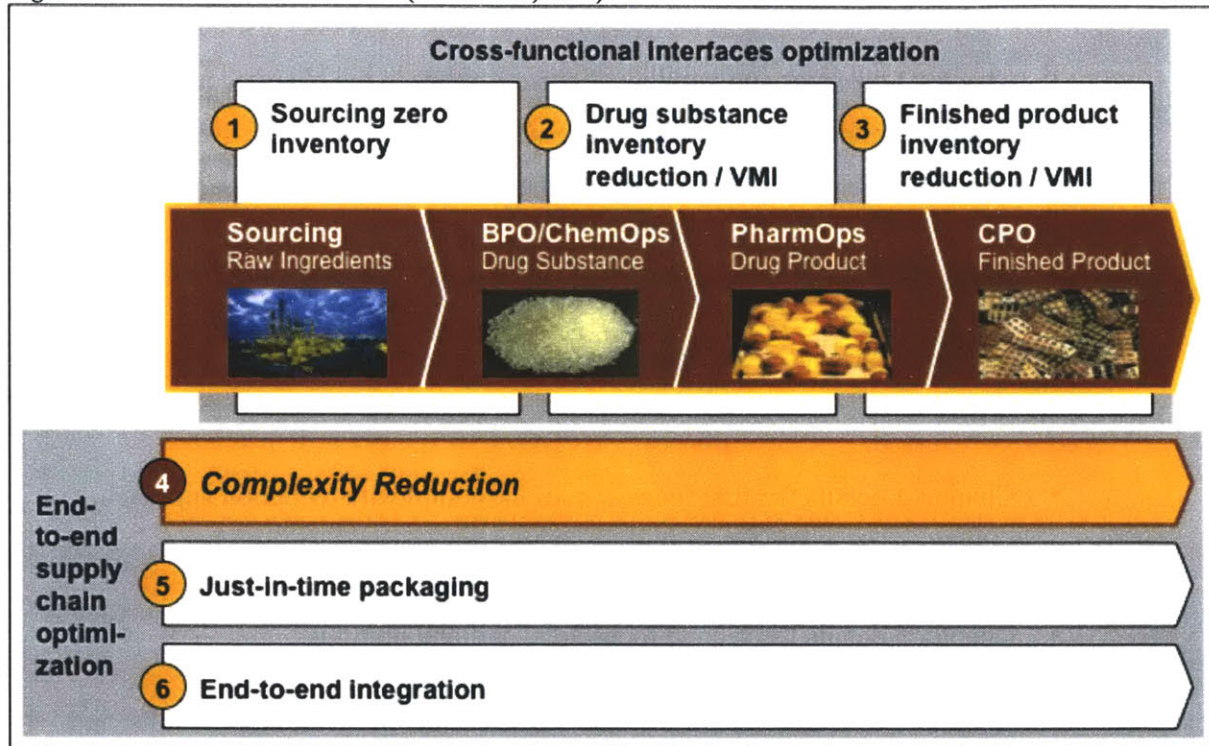 Cross-functional interfaces optimization
1
Sourcing zero
inventory
2
Drug substance
inventory
reduction / VMI
3
Finished product
inventory
reduction / VMI
Sourcing
Raw Ingredients
BPO/ChemOps
Drug Substance
PharmOps
Drug Product
CPO
Finished Product
End-
to-end
supply
chain
optimi-
zation
4
Complexity Reduction
5
Just-in-time packaging
6
End-to-end integration